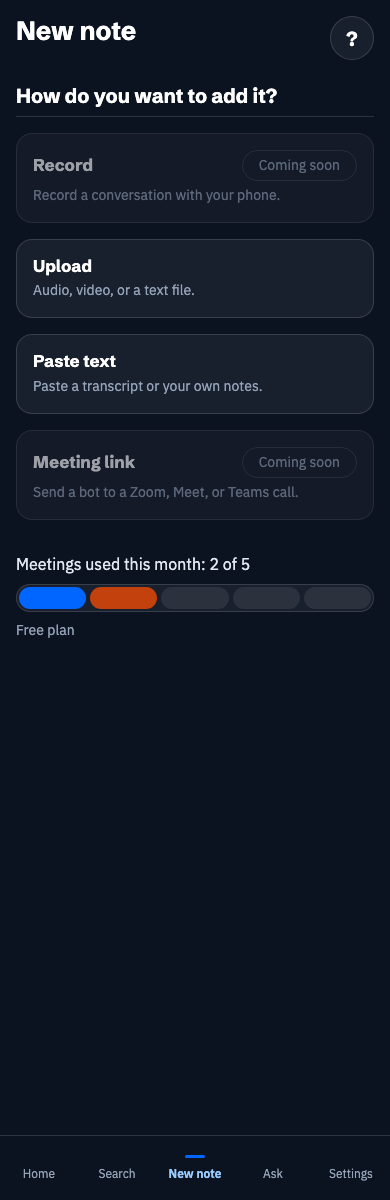 New note
?
How do you want to add it?
Record
Coming soon
Record a conversation with your phone.
Upload
Audio, video, or a text file.
Paste text
Paste a transcript or your own notes.
Meeting link
Coming soon
Send a bot to a Zoom, Meet, or Teams call.
Meetings used this month: 2 of 5
Free plan
Home Search New note Ask Settings